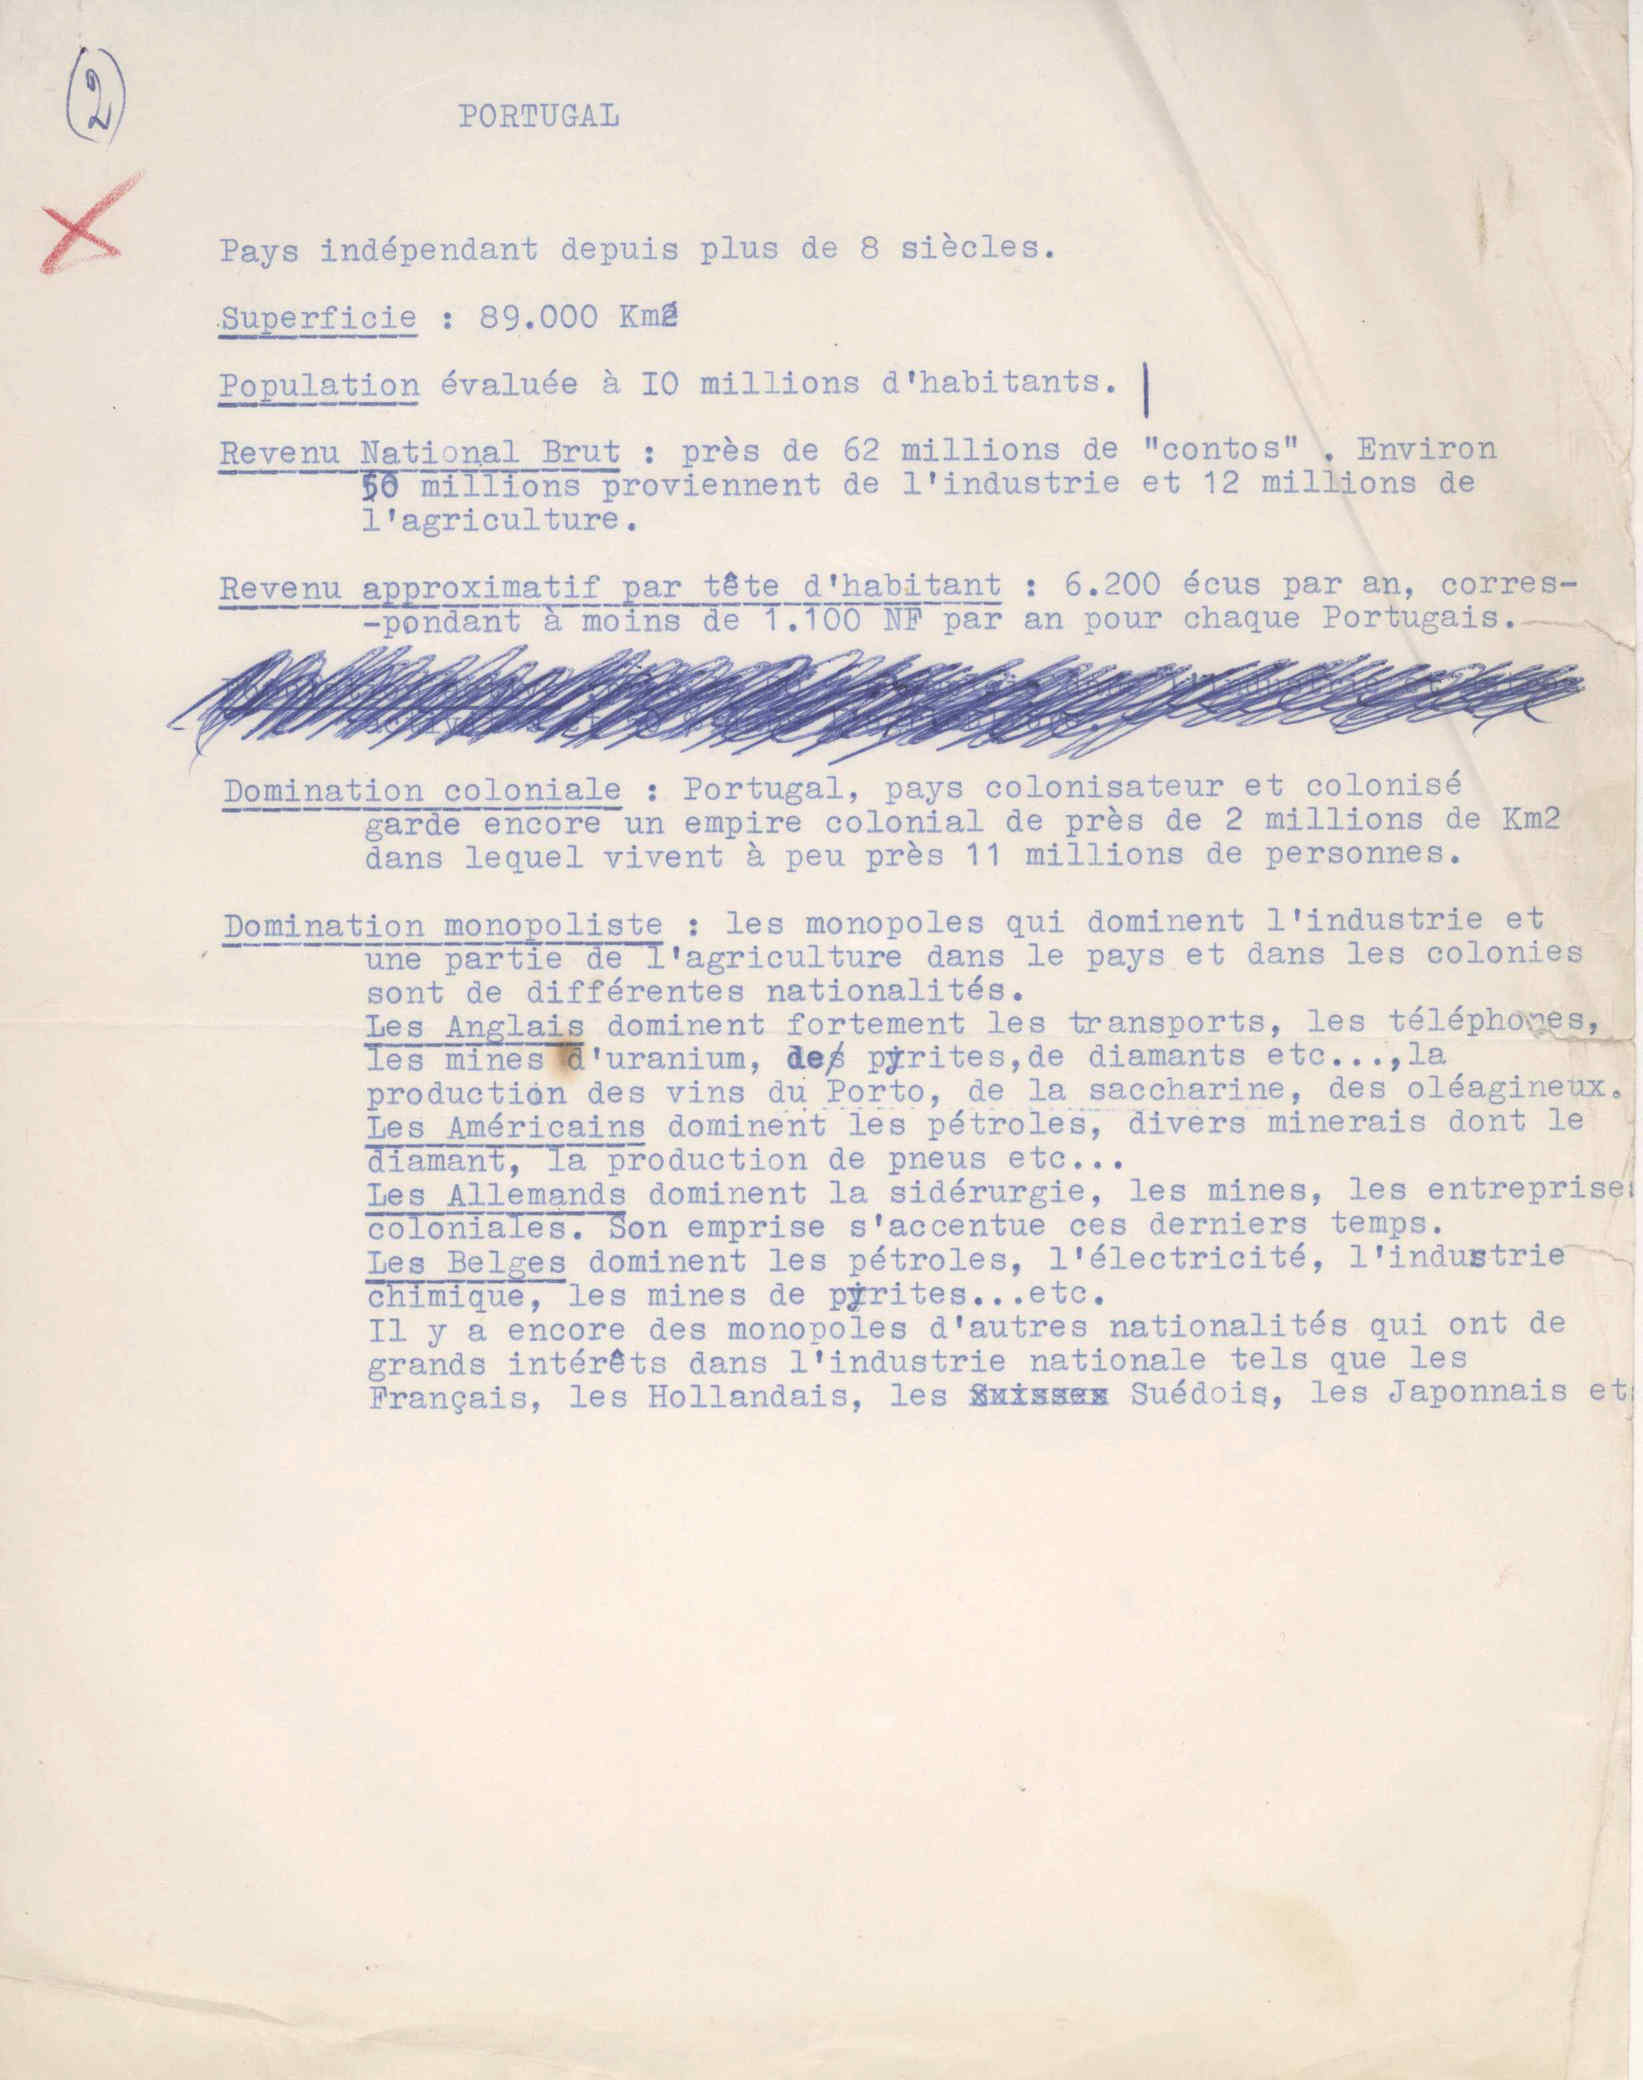 2
PORTUGAL
Pays indépendant depuis plus de 8 siècles.
Superficie : 89.000 Km2
Population évaluée à IO millions d'habitants.
Revenu National Brut : près de 62 millions de "contos" . Environ
50 millions proviennent de l'industrie et 12 millions de
l'agriculture.
Revenu approximatif par tête d'habitant : 6.200 écus par an, corres-
-pondant à moins de 1.100 NF par an pour chaque Portugais.
Domination coloniale : Portugal, pays colonisateur et colonisé
garde encore un empire colonial de près de 2 millions de Km2
dans lequel vivent à peu près 11 millions de personnes.
Domination monopoliste : les monopoles qui dominent l'industrie et
une partie de l'agriculture dans le pays et dans les colonies
sont de différentes nationalités.
Les Anglais dominent fortement les transports, les téléphones,
les mines d'uranium, de pyrites,de diamants etc...,la
production des vins du Porto, de la saccharine, des oléagineux.
Les Américains dominent les pétroles, divers minerais dont le
diamant, la production de pneus etc...
Les Allemands dominent la sidérurgie, les mines, les entreprises
coloniales. Son emprise s'accentue ces derniers temps.
Les Belges dominent les pétroles, l'électricité, l'industrie
chimique, les mines de pyrites...etc.
Il y a encore des monopoles d'autres nationalités qui ont de
grands intérêts dans l'industrie nationale tels que les
Français, les Hollandais, les Suisses Suédois, les Japonnais et